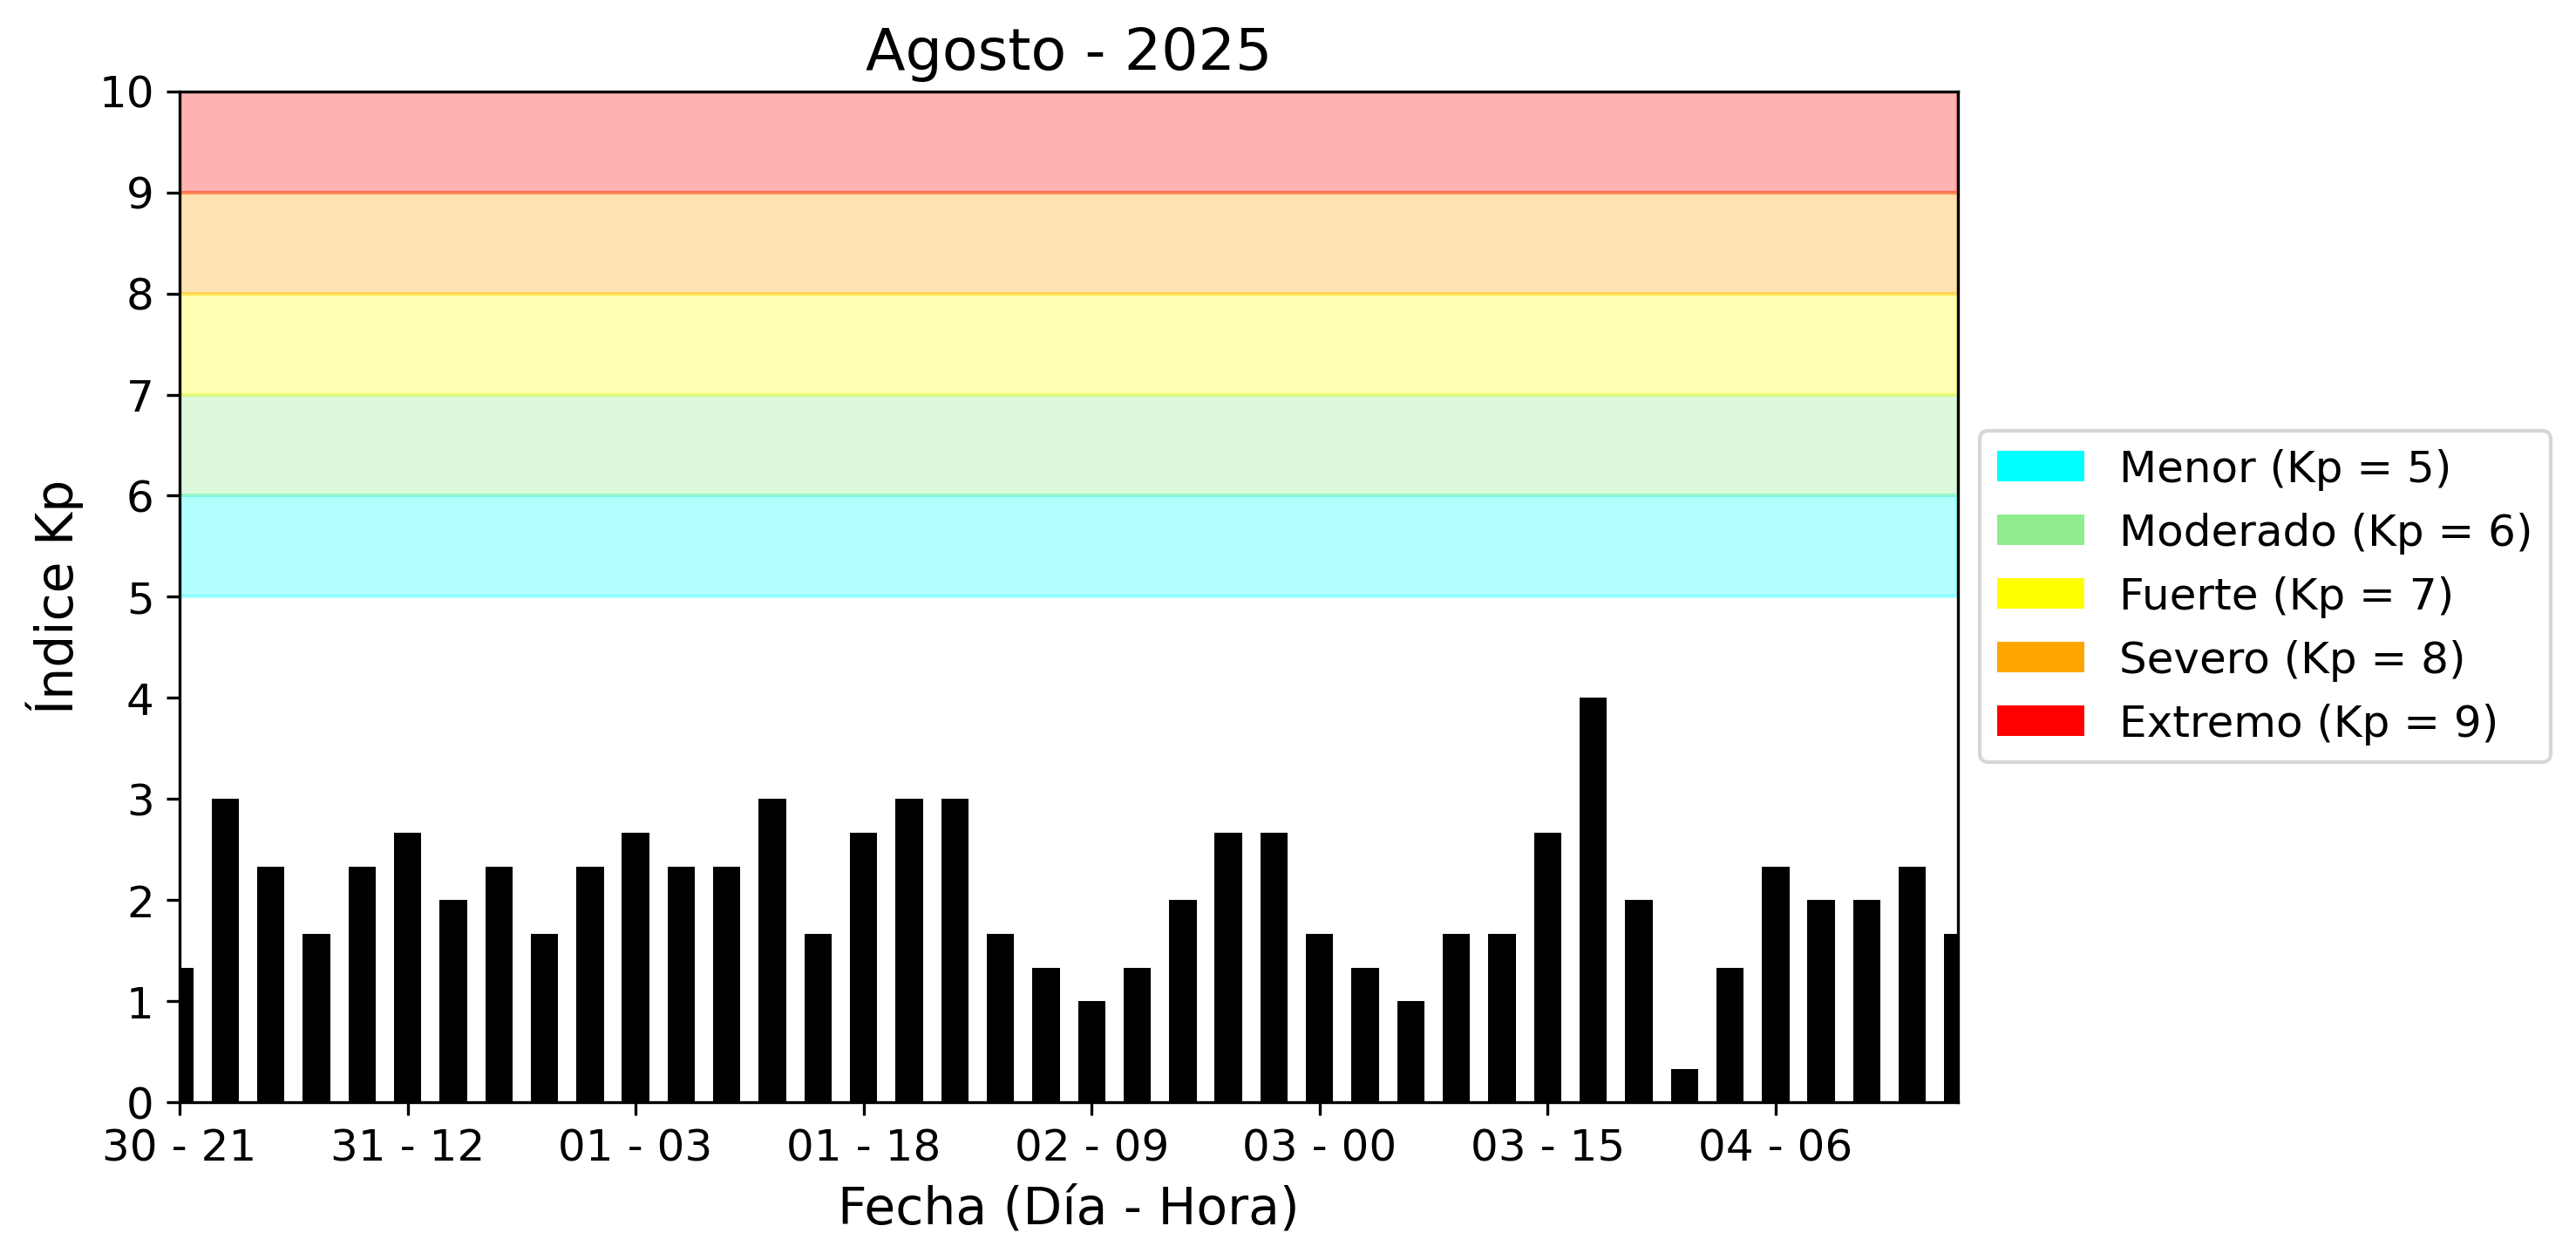 Agosto - 2025
10
9
8
7
6
5
4
3
2
1
0
Índice Kp
30 - 21
31 - 12
01 - 03
01 - 18
02 - 09
03 - 00
03 - 15
04 - 06
Fecha (Día - Hora)
Menor (Kp = 5)
Moderado (Kp = 6)
Fuerte (Kp = 7)
Severo (Kp = 8)
Extremo (Kp = 9)